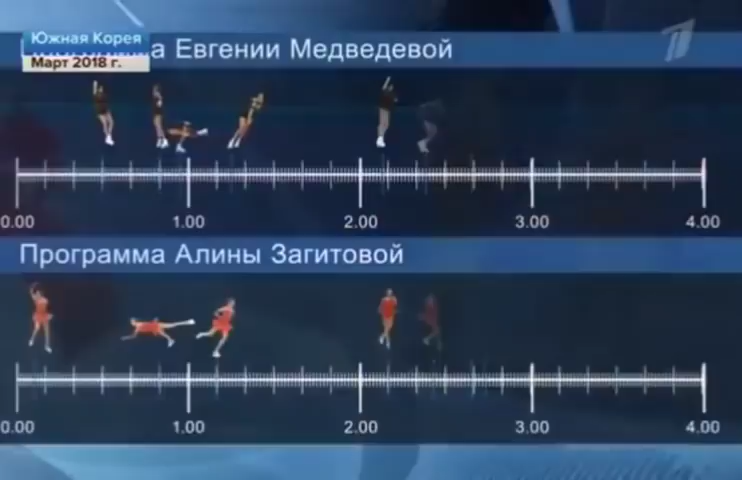 Южная Корея
Март 2018 г.
Евгении Медведевой
0.00 1.00 2.00 3.00 4.00
Программа Алины Загитовой
0.00 1.00 2.00 3.00 4.00